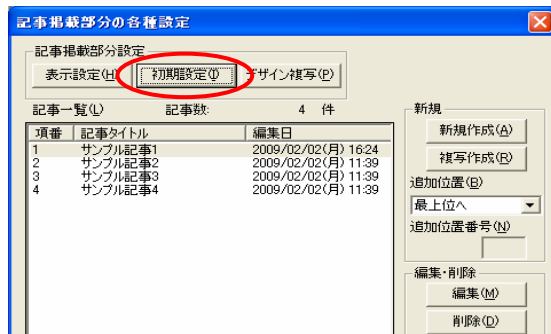 記事掲載部分の各種設定
記事掲載部分設定
表示設定(H) 初期設定(I) デザイン複写(P)
記事一覧(L) 記事数: 4 件
項番 記事タイトル 編集日
1 サンプル記事1 2009/02/02(月) 16:24
2 サンプル記事2 2009/02/02(月) 11:39
3 サンプル記事3 2009/02/02(月) 11:39
4 サンプル記事4 2009/02/02(月) 11:39
新規
新規作成(A)
複写作成(R)
追加位置(B)
最上位へ
追加位置番号(N)
編集・削除
編集(M)
削除(D)